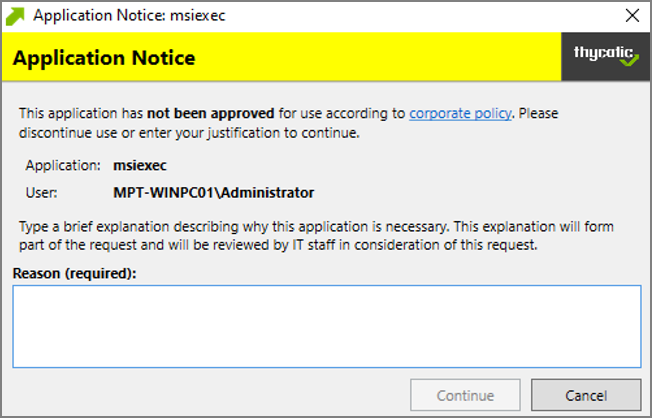 Application Notice: msiexec
Application Notice
thycotic
This application has not been approved for use according to corporate policy. Please
discontinue use or enter your justification to continue.
Application: msiexec
User: MPT-WINPC01\Administrator
Type a brief explanation describing why this application is necessary. This explanation will form
part of the request and will be reviewed by IT staff in consideration of this request.
Reason (required):
Continue
Cancel